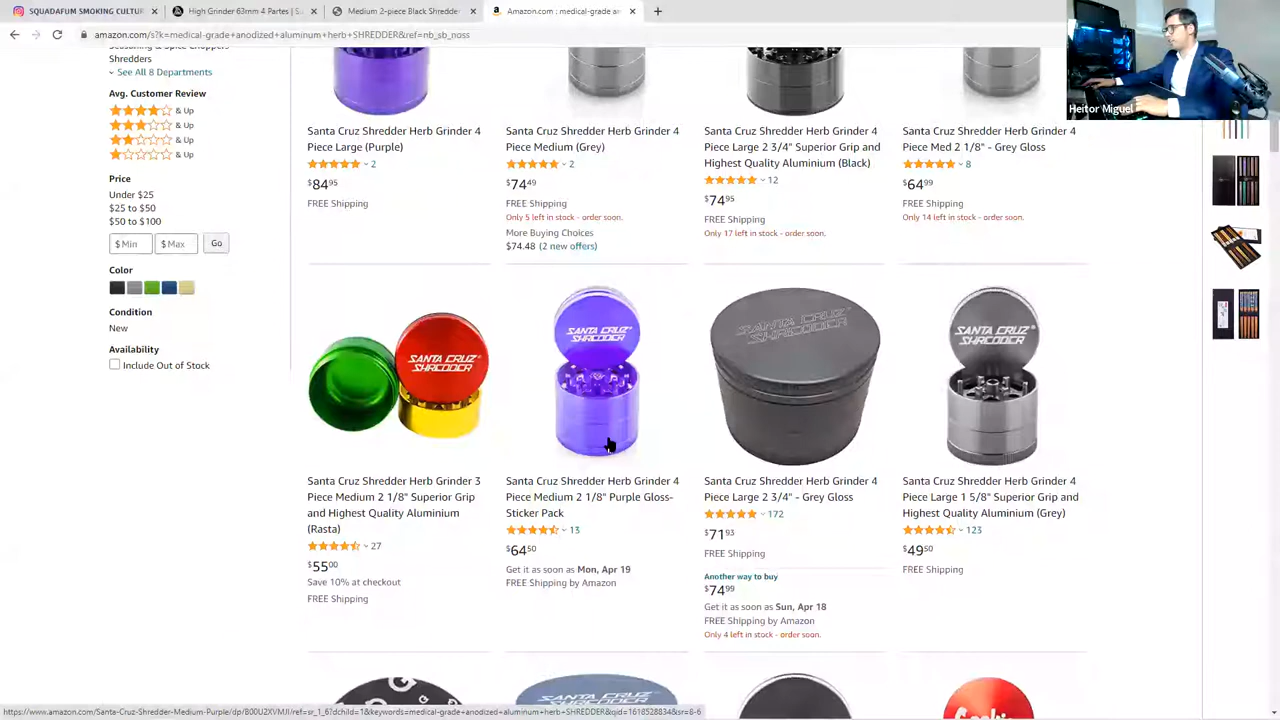 SQUADAFUM SMOKING CULTUR
High Grinder 63mm 4 Partes | S
Medium 2-piece Black Shredde
Amazon.com : medical-grade a
amazon.com/s?k=medical-grade+anodized+aluminum+herb+SHREDDER&ref=nb_sb_noss
Heitor Miguel
Seasoning & Spice Choppers
Shredders
See All 8 Departments
Avg. Customer Review
& Up
& Up
& Up
& Up
Price
Under $25
$25 to $50
$50 to $100
$ Min
$ Max
Go
Color
Condition
New
Availability
Include Out of Stock
Santa Cruz Shredder Herb Grinder 4
Piece Large (Purple)
2
$84.95
FREE Shipping
Santa Cruz Shredder Herb Grinder 4
Piece Medium (Grey)
2
$74.49
FREE Shipping
Only 5 left in stock - order soon.
More Buying Choices
$74.48 (2 new offers)
Santa Cruz Shredder Herb Grinder 4
Piece Large 2 3/4" Superior Grip and
Highest Quality Aluminium (Black)
12
$74.95
FREE Shipping
Only 17 left in stock - order soon.
Santa Cruz Shredder Herb Grinder 4
Piece Med 2 1/8" - Grey Gloss
8
$64.99
FREE Shipping
Only 14 left in stock - order soon.
SANTA CRUZ
SHREDDER
Santa Cruz Shredder Herb Grinder 3
Piece Medium 2 1/8" Superior Grip
and Highest Quality Aluminium
(Rasta)
27
$55.00
Save 10% at checkout
FREE Shipping
SANTA CRUZ
SHREDDER
Santa Cruz Shredder Herb Grinder 4
Piece Medium 2 1/8" Purple Gloss-
Sticker Pack
13
$64.50
Get it as soon as Mon, Apr 19
FREE Shipping by Amazon
SANTA CRUZ
SHREDDER
Santa Cruz Shredder Herb Grinder 4
Piece Large 2 3/4" - Grey Gloss
172
$71.93
FREE Shipping
Another way to buy
$74.99
Get it as soon as Sun, Apr 18
FREE Shipping by Amazon
Only 4 left in stock - order soon.
SANTA CRUZ
SHREDDER
Santa Cruz Shredder Herb Grinder 4
Piece Large 1 5/8" Superior Grip and
Highest Quality Aluminium (Grey)
123
$49.50
FREE Shipping